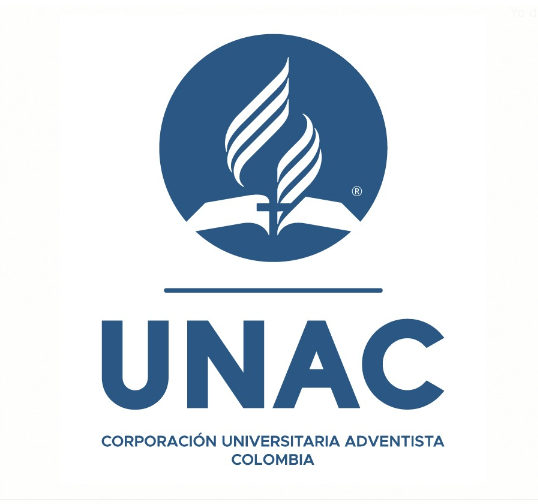 ®
UNAC
CORPORACIÓN UNIVERSITARIA ADVENTISTA
COLOMBIA